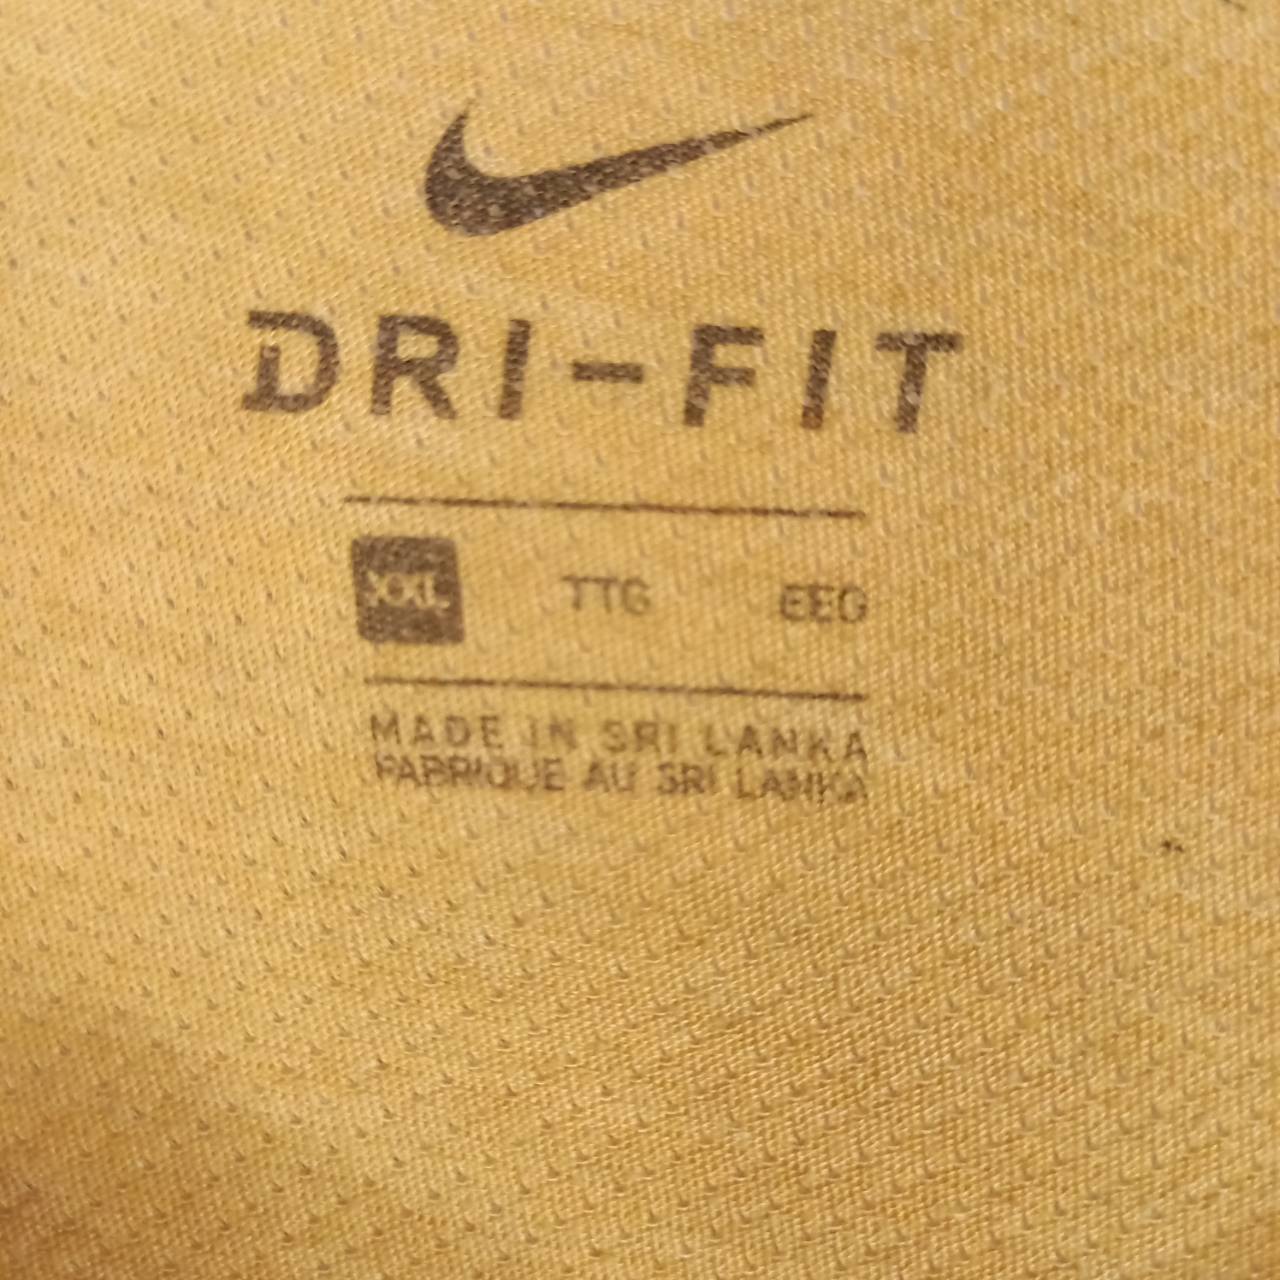 DRI-FIT
XXL TTG EEG
MADE IN SRI LANKA
FABRIQUE AU SRI LANKA